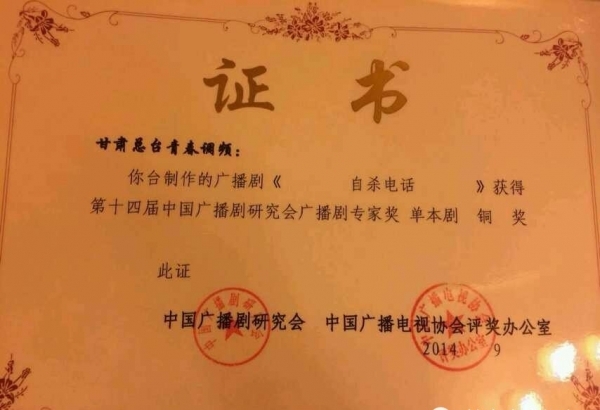 证书
甘肃总台青春调频：
你台制作的广播剧《 自杀电话 》获得
第十四届中国广播剧研究会广播剧专家奖 单本剧 铜 奖
此证
中国广播剧研究会 中国广播电视协会评奖办公室
2014 9